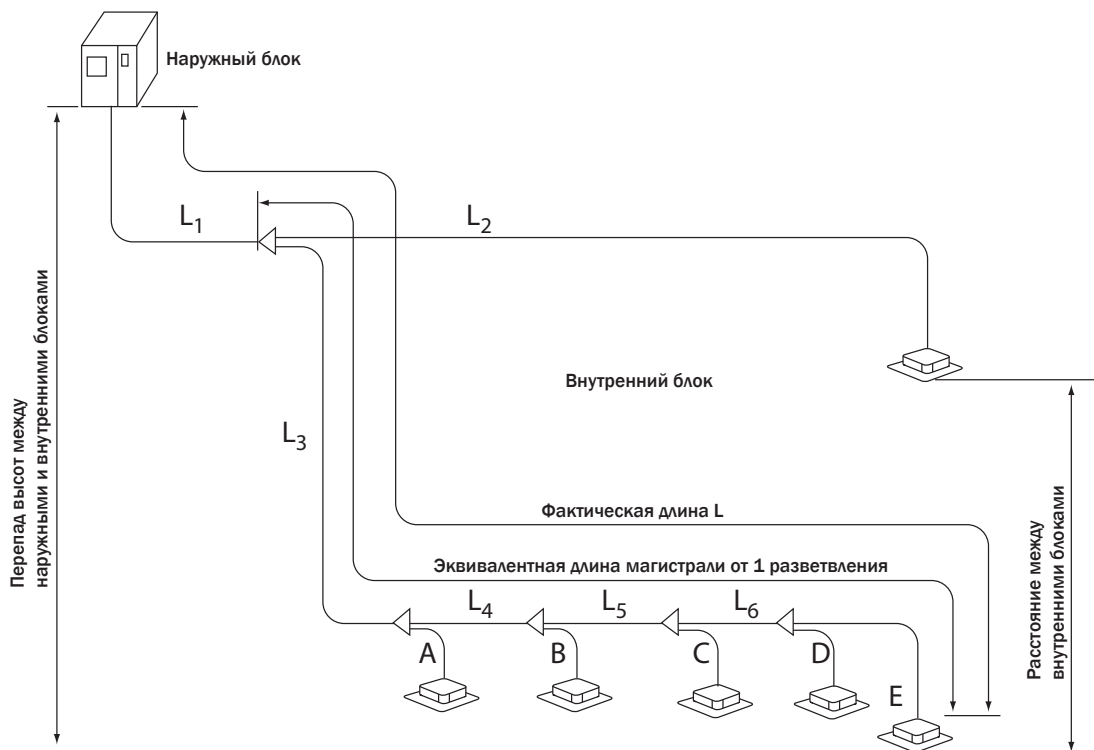 Наружный блок
Перепад высот между
наружными и внутренними блоками
L1
L2
Внутренний блок
L3
Фактическая длина L
Эквивалентная длина магистрали от 1 разветвления
Расстояние между
внутренними блоками
L4
L5
L6
A
B
C
D
E